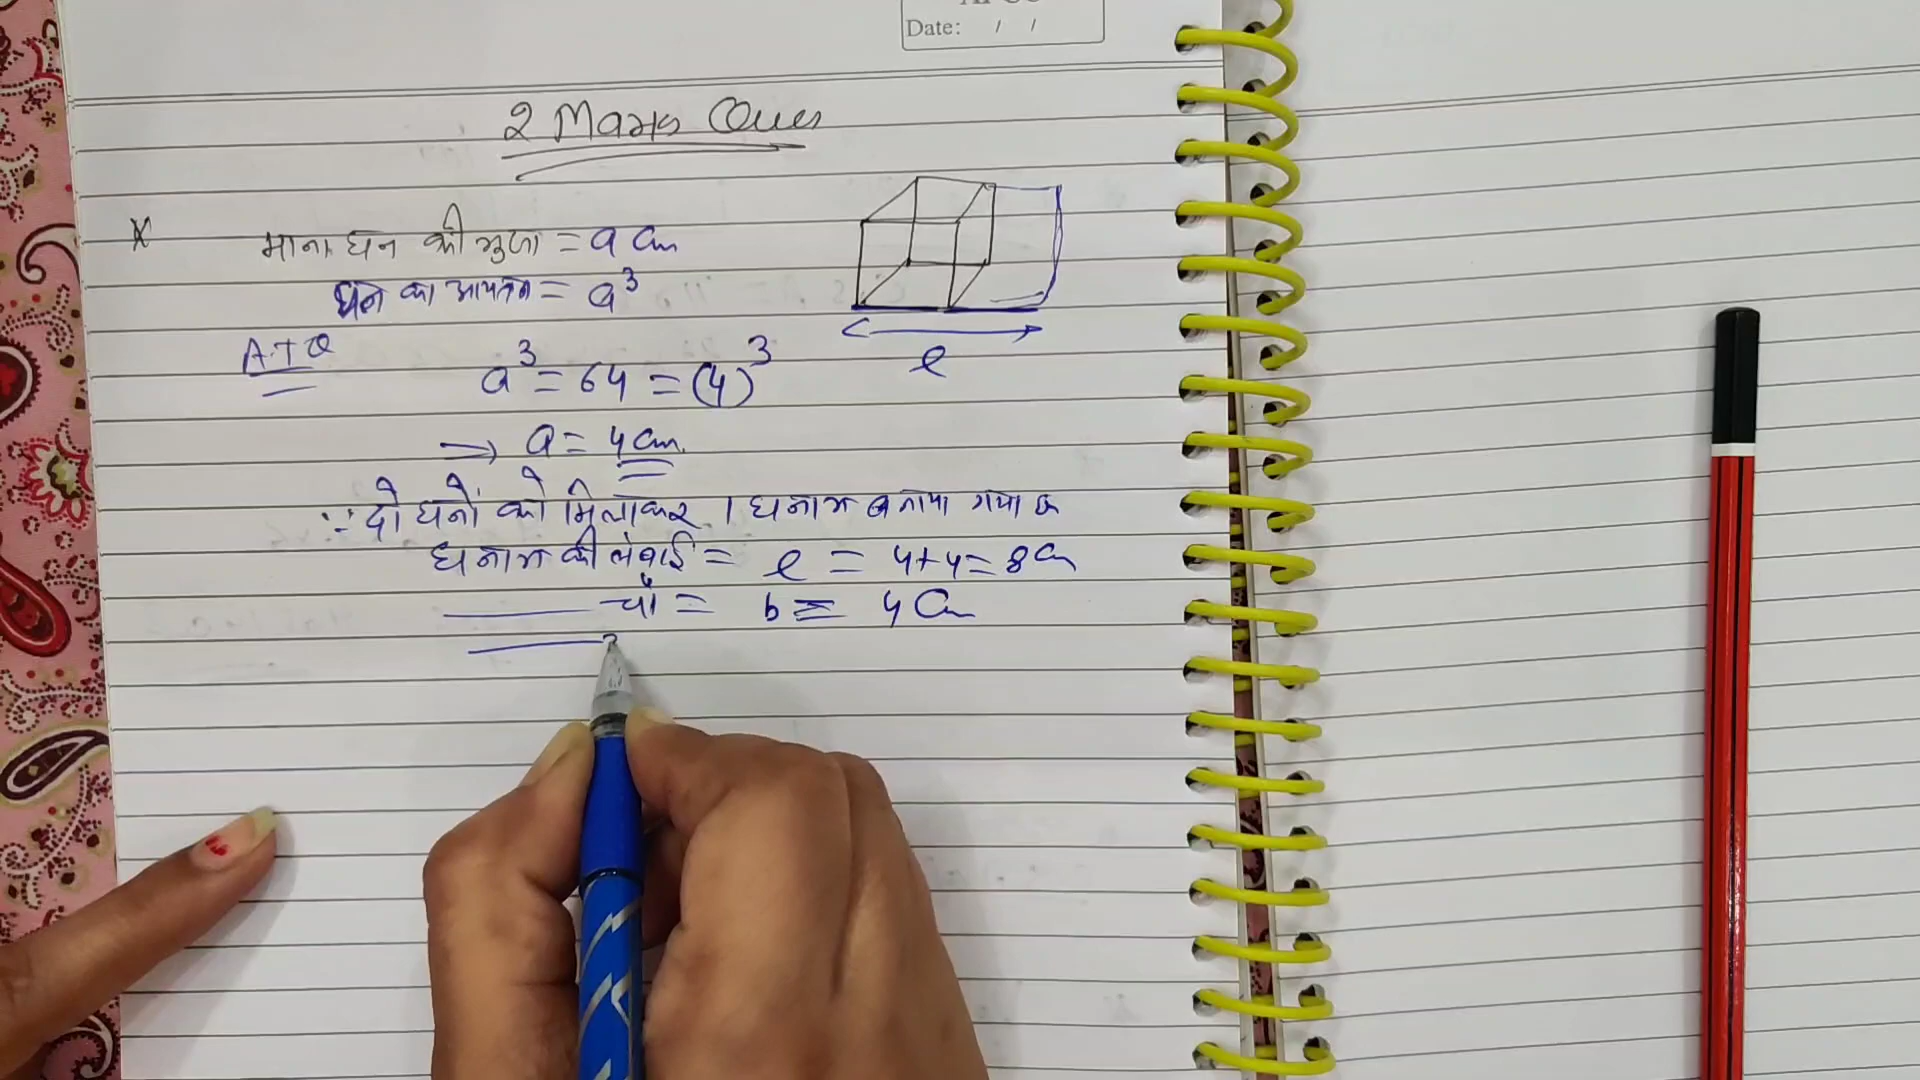 Date: / /
2 Marks Ques
माना घन की भुजा = a cm
घन का आयतन = a³
A.T.Q
a³ = 64 = (4)³
⇒ a = 4 cm.
l
∵ दो घनों को मिलाकर 1 घनाभ बनाया गया
घनाभ की लंबाई = l = 4+4 = 8 cm
——— चौ = b = 4 cm